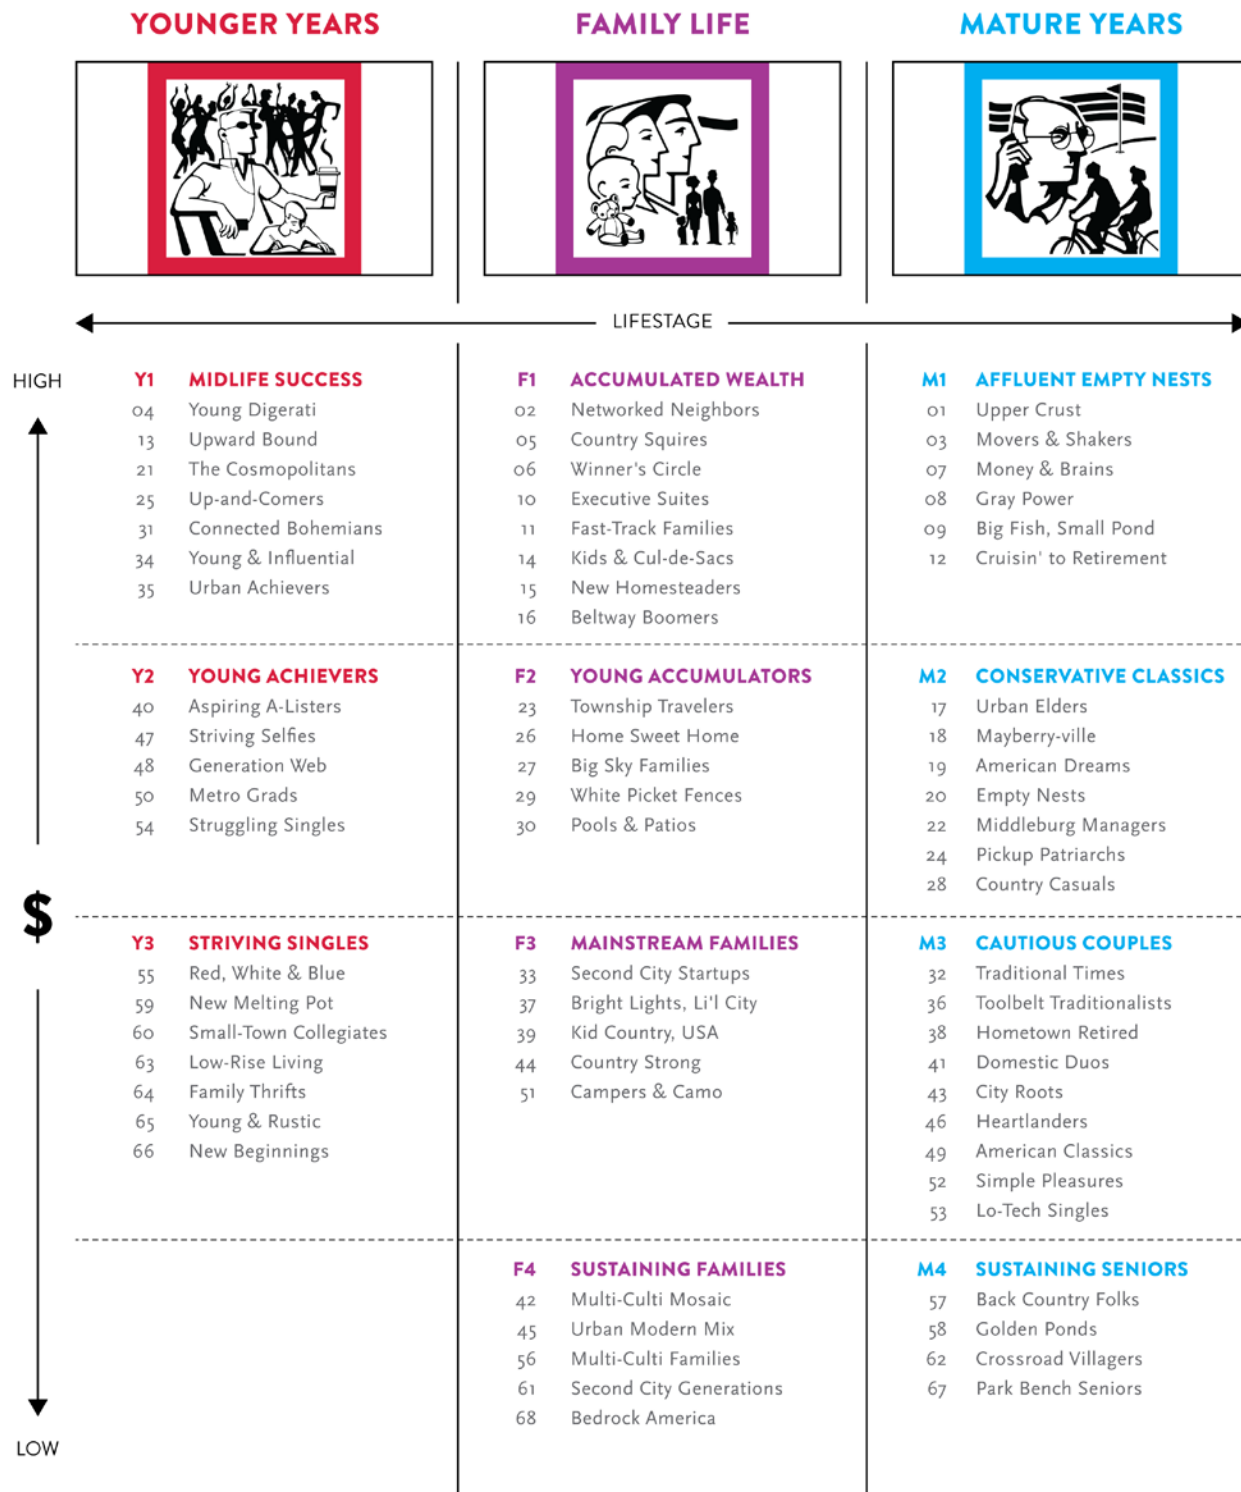 YOUNGER YEARS
FAMILY LIFE
MATURE YEARS
LIFESTAGE
HIGH
Y1 MIDLIFE SUCCESS
04 Young Digerati
13 Upward Bound
21 The Cosmopolitans
25 Up-and-Comers
31 Connected Bohemians
34 Young & Influential
35 Urban Achievers
F1 ACCUMULATED WEALTH
02 Networked Neighbors
05 Country Squires
06 Winner's Circle
10 Executive Suites
11 Fast-Track Families
14 Kids & Cul-de-Sacs
15 New Homesteaders
16 Beltway Boomers
M1 AFFLUENT EMPTY NESTS
01 Upper Crust
03 Movers & Shakers
07 Money & Brains
08 Gray Power
09 Big Fish, Small Pond
12 Cruisin' to Retirement
Y2 YOUNG ACHIEVERS
40 Aspiring A-Listers
47 Striving Selfies
48 Generation Web
50 Metro Grads
54 Struggling Singles
F2 YOUNG ACCUMULATORS
23 Township Travelers
26 Home Sweet Home
27 Big Sky Families
29 White Picket Fences
30 Pools & Patios
M2 CONSERVATIVE CLASSICS
17 Urban Elders
18 Mayberry-ville
19 American Dreams
20 Empty Nests
22 Middleburg Managers
24 Pickup Patriarchs
28 Country Casuals
$
Y3 STRIVING SINGLES
55 Red, White & Blue
59 New Melting Pot
60 Small-Town Collegiates
63 Low-Rise Living
64 Family Thrifts
65 Young & Rustic
66 New Beginnings
F3 MAINSTREAM FAMILIES
33 Second City Startups
37 Bright Lights, Li'l City
39 Kid Country, USA
44 Country Strong
51 Campers & Camo
M3 CAUTIOUS COUPLES
32 Traditional Times
36 Toolbelt Traditionalists
38 Hometown Retired
41 Domestic Duos
43 City Roots
46 Heartlanders
49 American Classics
52 Simple Pleasures
53 Lo-Tech Singles
F4 SUSTAINING FAMILIES
42 Multi-Culti Mosaic
45 Urban Modern Mix
56 Multi-Culti Families
61 Second City Generations
68 Bedrock America
M4 SUSTAINING SENIORS
57 Back Country Folks
58 Golden Ponds
62 Crossroad Villagers
67 Park Bench Seniors
LOW